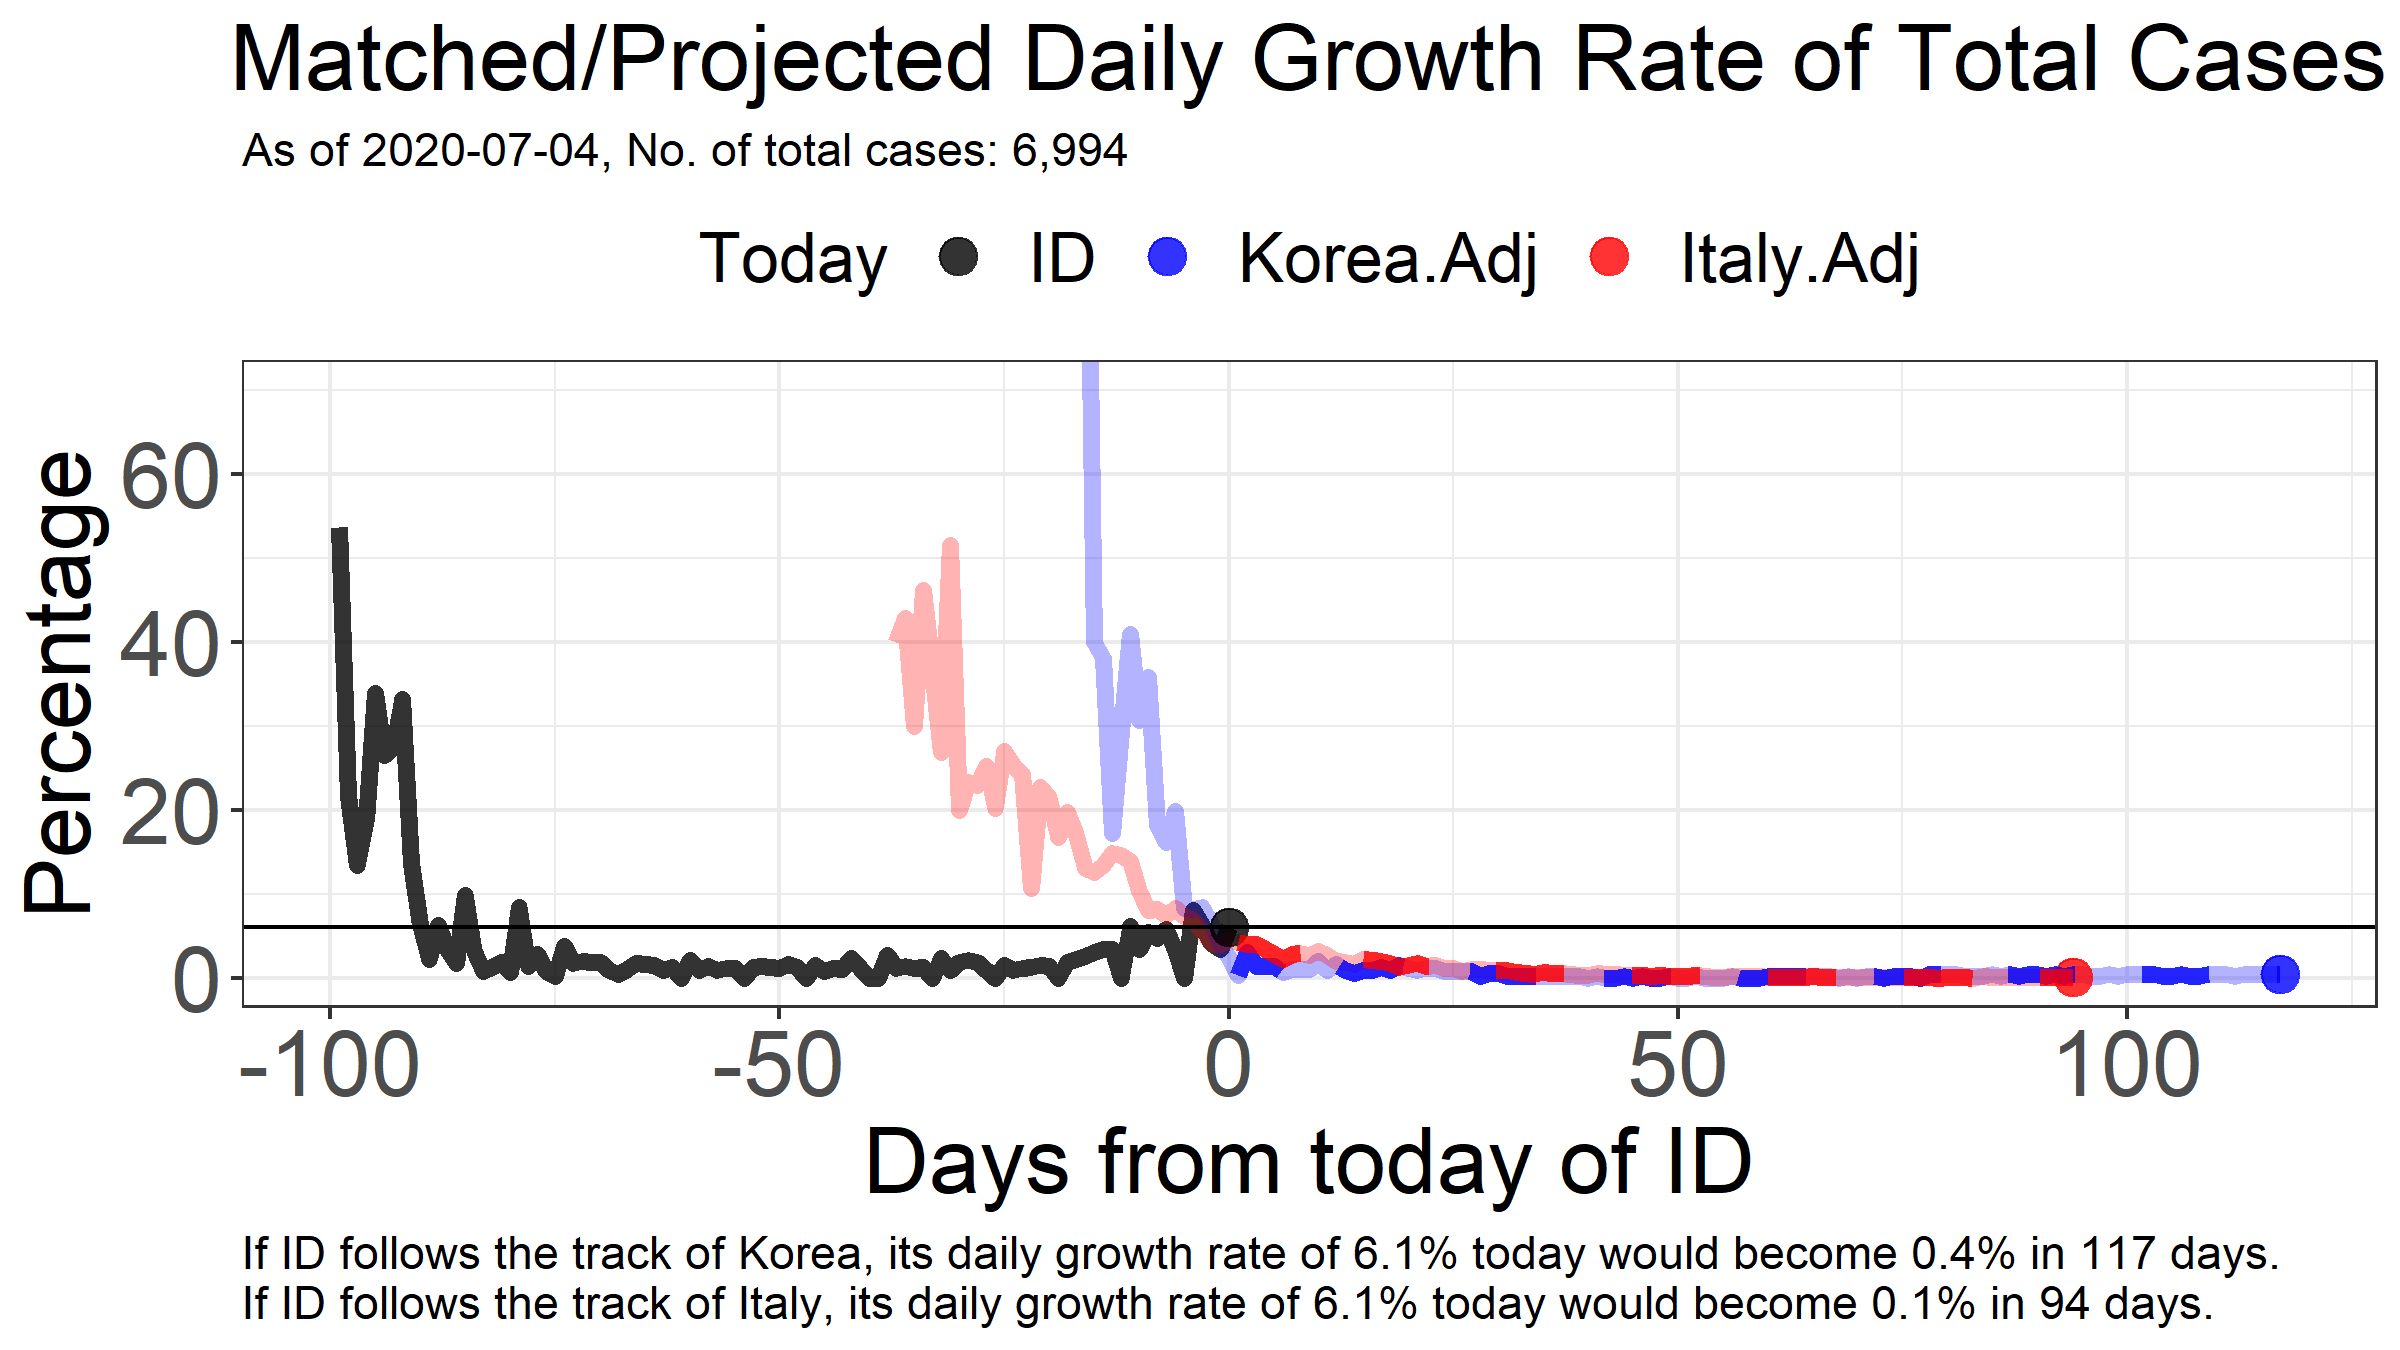 Matched/Projected Daily Growth Rate of Total Cases
As of 2020-07-04, No. of total cases: 6,994
Today ID Korea.Adj Italy.Adj
Percentage
60
40
20
0
-100 -50 0 50 100
Days from today of ID
If ID follows the track of Korea, its daily growth rate of 6.1% today would become 0.4% in 117 days.
If ID follows the track of Italy, its daily growth rate of 6.1% today would become 0.1% in 94 days.